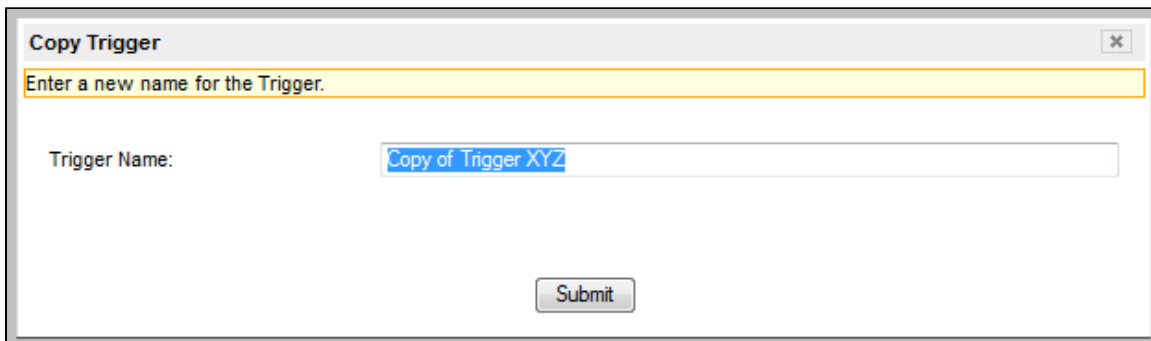 Copy Trigger
Enter a new name for the Trigger.
Trigger Name: Copy of Trigger XYZ
Submit